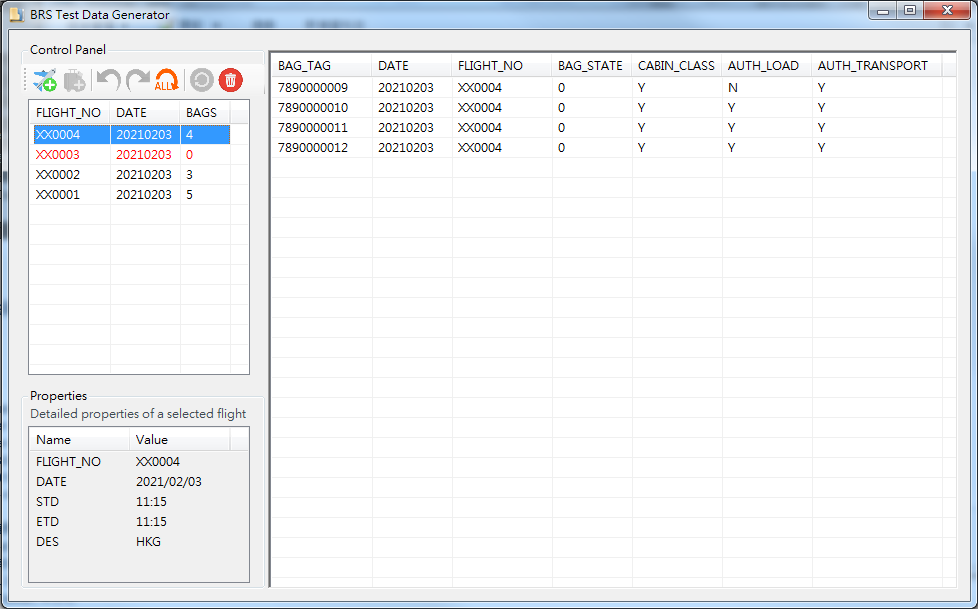 BRS Test Data Generator
Control Panel
ALL
FLIGHT_NO DATE BAGS
XX0004 20210203 4
XX0003 20210203 0
XX0002 20210203 3
XX0001 20210203 5
Properties
Detailed properties of a selected flight
Name Value
FLIGHT_NO XX0004
DATE 2021/02/03
STD 11:15
ETD 11:15
DES HKG
BAG_TAG DATE FLIGHT_NO BAG_STATE CABIN_CLASS AUTH_LOAD AUTH_TRANSPORT
7890000009 20210203 XX0004 0 Y N Y
7890000010 20210203 XX0004 0 Y Y Y
7890000011 20210203 XX0004 0 Y Y Y
7890000012 20210203 XX0004 0 Y Y Y